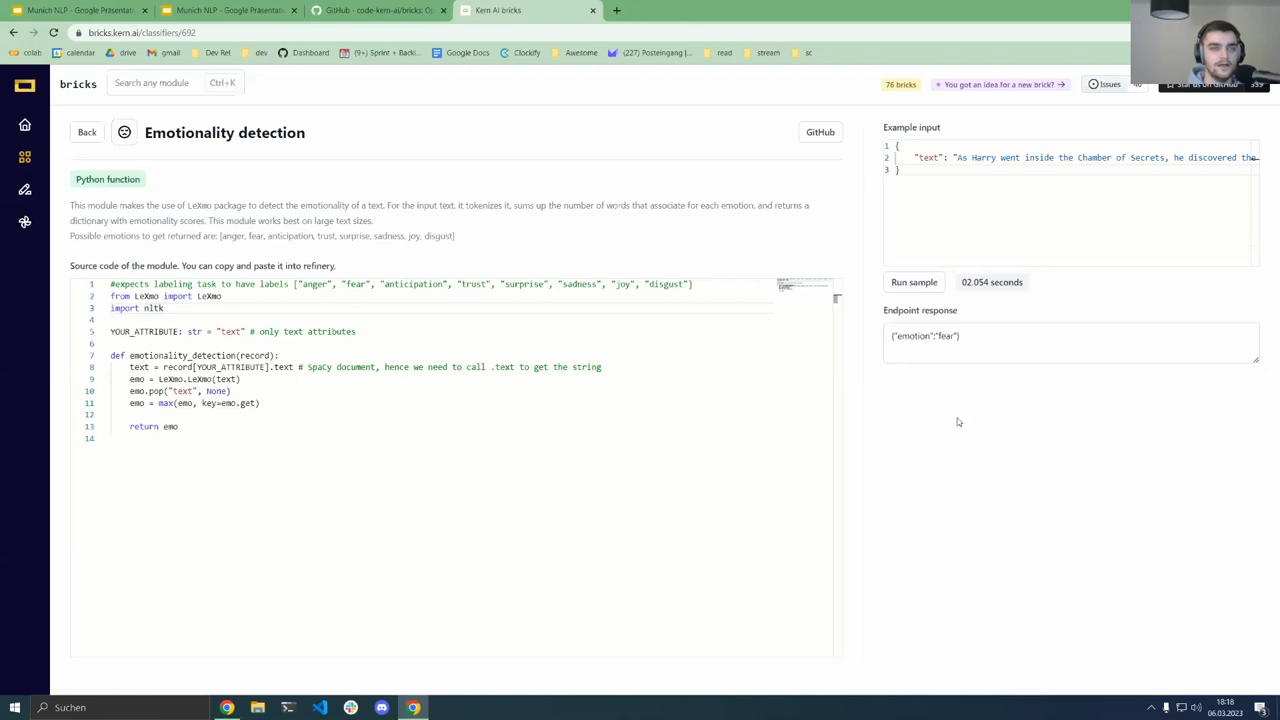 Munich NLP - Google Präsentat
Munich NLP - Google Präsentat
GitHub - code-kern-ai/bricks: O
Kern AI bricks
bricks.kern.ai/classifiers/692
colab
calendar
drive
gmail
Dev Rel
dev
Dashboard
(9+) Sprint + Backl...
Google Docs
Clockify
Awesome
(227) Posteingang |...
read
stream
sc
bricks
Search any module
Ctrl+K
76 bricks
You got an idea for a new brick? →
Issues
Back
Emotionality detection
GitHub
Python function
This module makes the use of LeXmo package to detect the emotionality of a text. For the input text, it tokenizes it, sums up the number of words that associate for each emotion, and returns a
dictionary with emotionality scores. This module works best on large text sizes.
Possible emotions to get returned are: [anger, fear, anticipation, trust, surprise, sadness, joy, disgust]
Source code of the module. You can copy and paste it into refinery.
1 #expects labeling task to have labels ["anger", "fear", "anticipation", "trust", "surprise", "sadness", "joy", "disgust"]
2 from LeXmo import LeXmo
3 import nltk
4
5 YOUR_ATTRIBUTE: str = "text" # only text attributes
6
7 def emotionality_detection(record):
8 text = record[YOUR_ATTRIBUTE].text # SpaCy document, hence we need to call .text to get the string
9 emo = LeXmo.LeXmo(text)
10 emo.pop("text", None)
11 emo = max(emo, key=emo.get)
12
13 return emo
14
Example input
1 {
2 "text": "As Harry went inside the Chamber of Secrets, he discovered the
3 }
Run sample
02.054 seconds
Endpoint response
{"emotion":"fear"}
Suchen
18:18
06.03.2023
3